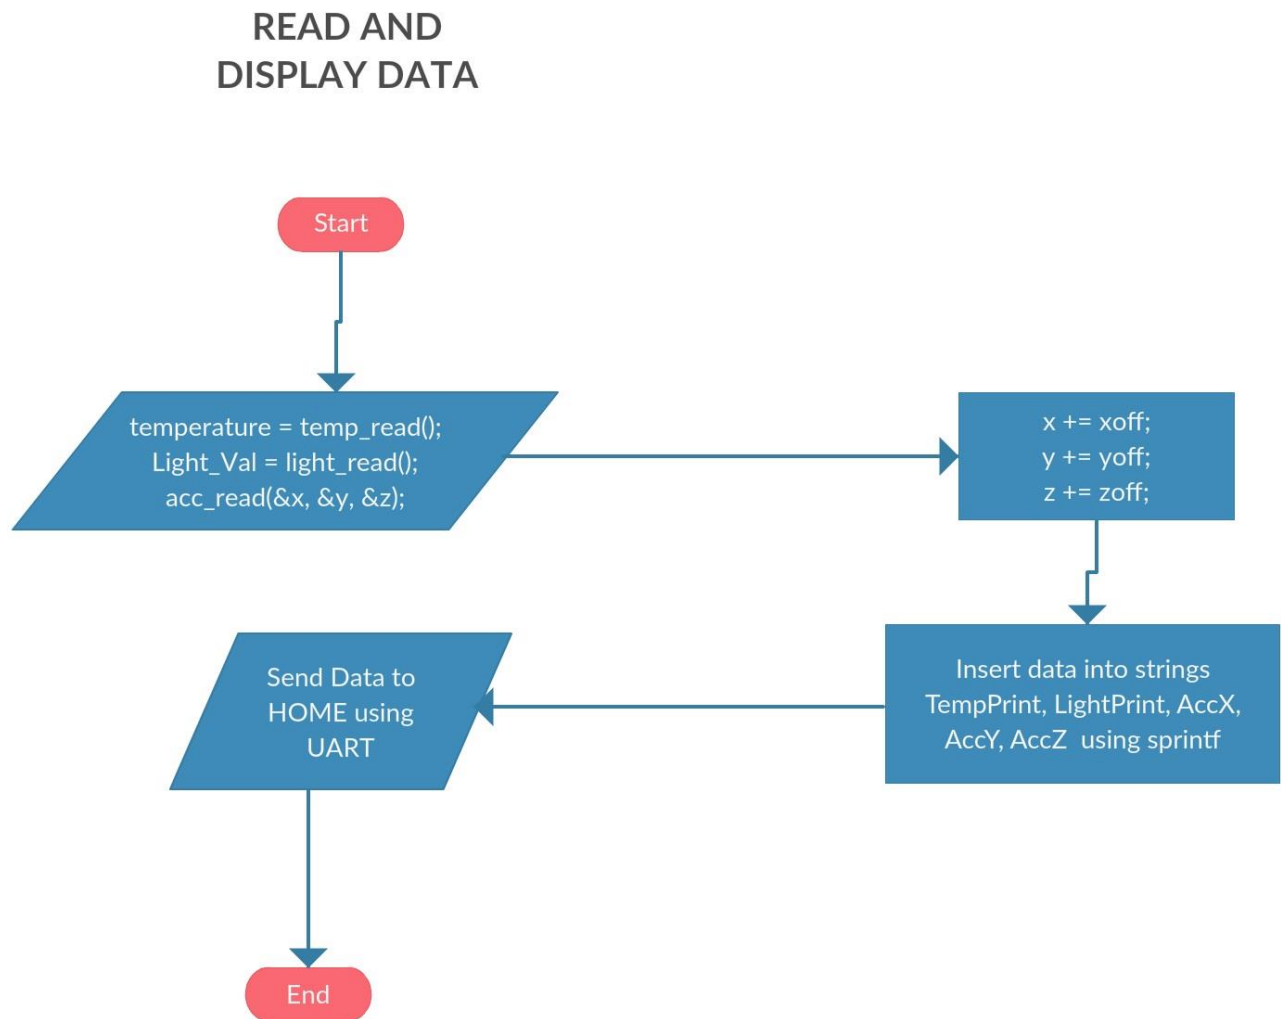 READ AND
DISPLAY DATA
Start
temperature = temp_read();
Light_Val = light_read();
acc_read(&x, &y, &z);
x += xoff;
y += yoff;
z += zoff;
Insert data into strings
TempPrint, LightPrint, AccX,
AccY, AccZ  using sprintf
Send Data to
HOME using
UART
End